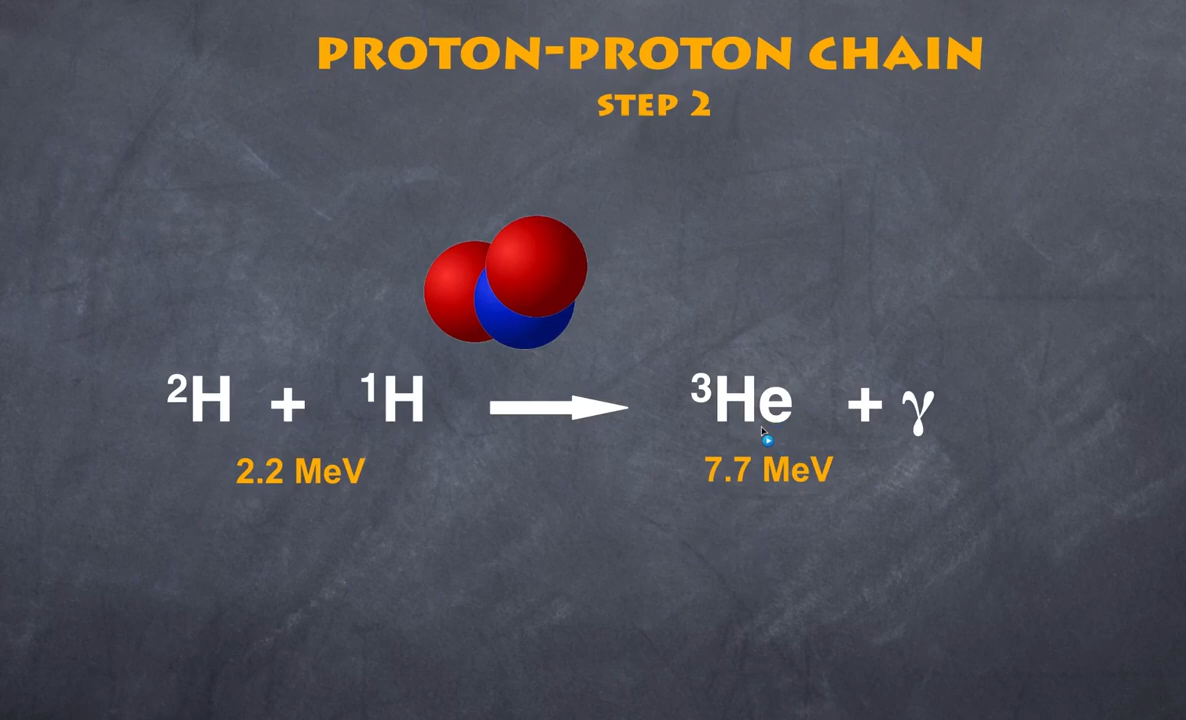 PROTON-PROTON CHAIN
STEP 2
²H + ¹H ³He + γ
2.2 MeV 7.7 MeV